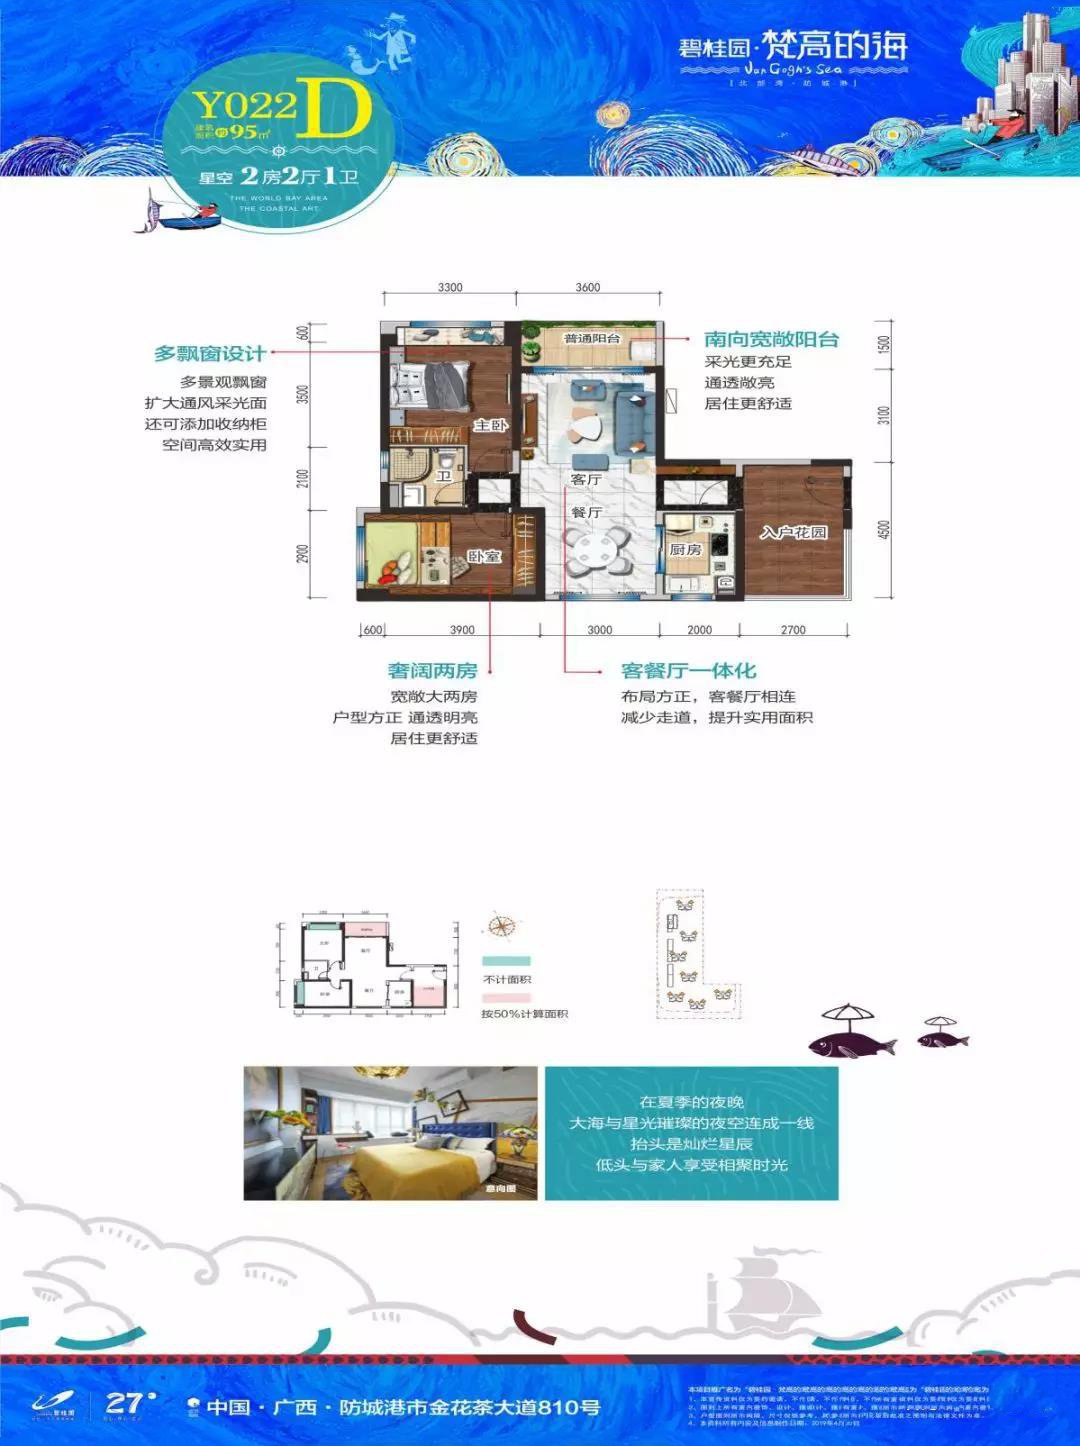 碧桂园·梵高的海
Van Gogh's Sea
[北部湾·防城港]
Y022 D
建筑面积 约95㎡
星空 2房2厅1卫
THE WORLD BAY AREA
THE COASTAL ART
3300 3600
600
3500
2100
2900
1500
3100
4500
多飘窗设计
多景观飘窗
扩大通风采光面
还可添加收纳柜
空间高效实用
南向宽敞阳台
采光更充足
通透敞亮
居住更舒适
普通阳台
主卧
卫
客厅
餐厅
卧室
厨房
入户花园
600 3900 3000 2000 2700
奢阔两房
宽敞大两房
户型方正 通透明亮
居住更舒适
客餐厅一体化
布局方正，客餐厅相连
减少走道，提升实用面积
不计面积
按50%计算面积
意向图
在夏季的夜晚
大海与星光璀璨的夜空连成一线
抬头是灿烂星辰
低头与家人享受相聚时光
碧桂园
27°
中国·广西·防城港市金花茶大道810号